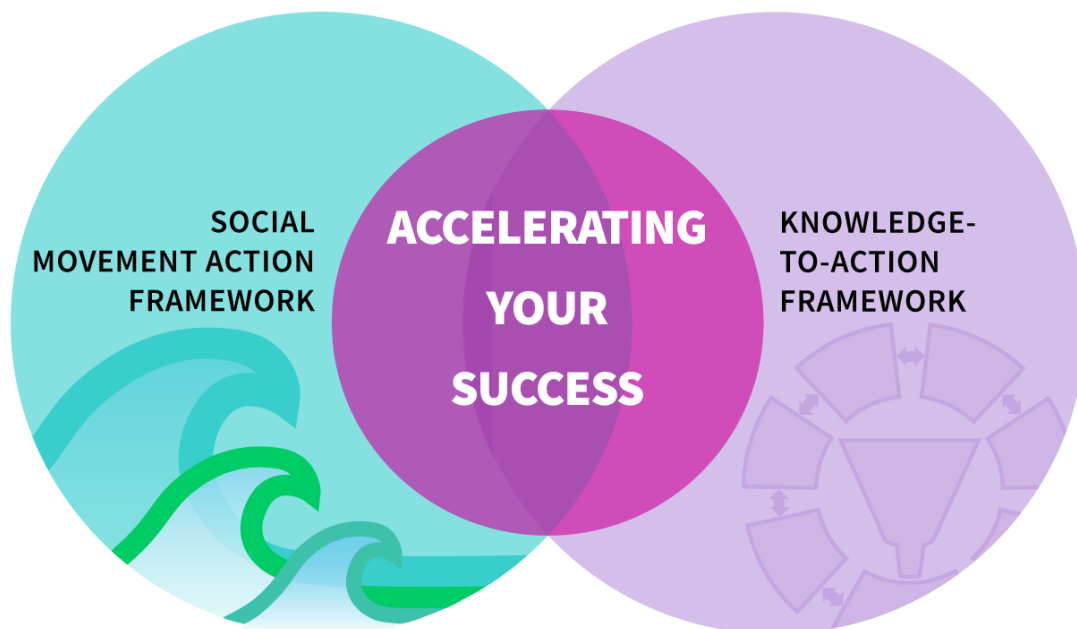 SOCIAL
MOVEMENT ACTION
FRAMEWORK
ACCELERATING
YOUR
SUCCESS
KNOWLEDGE-
TO-ACTION
FRAMEWORK